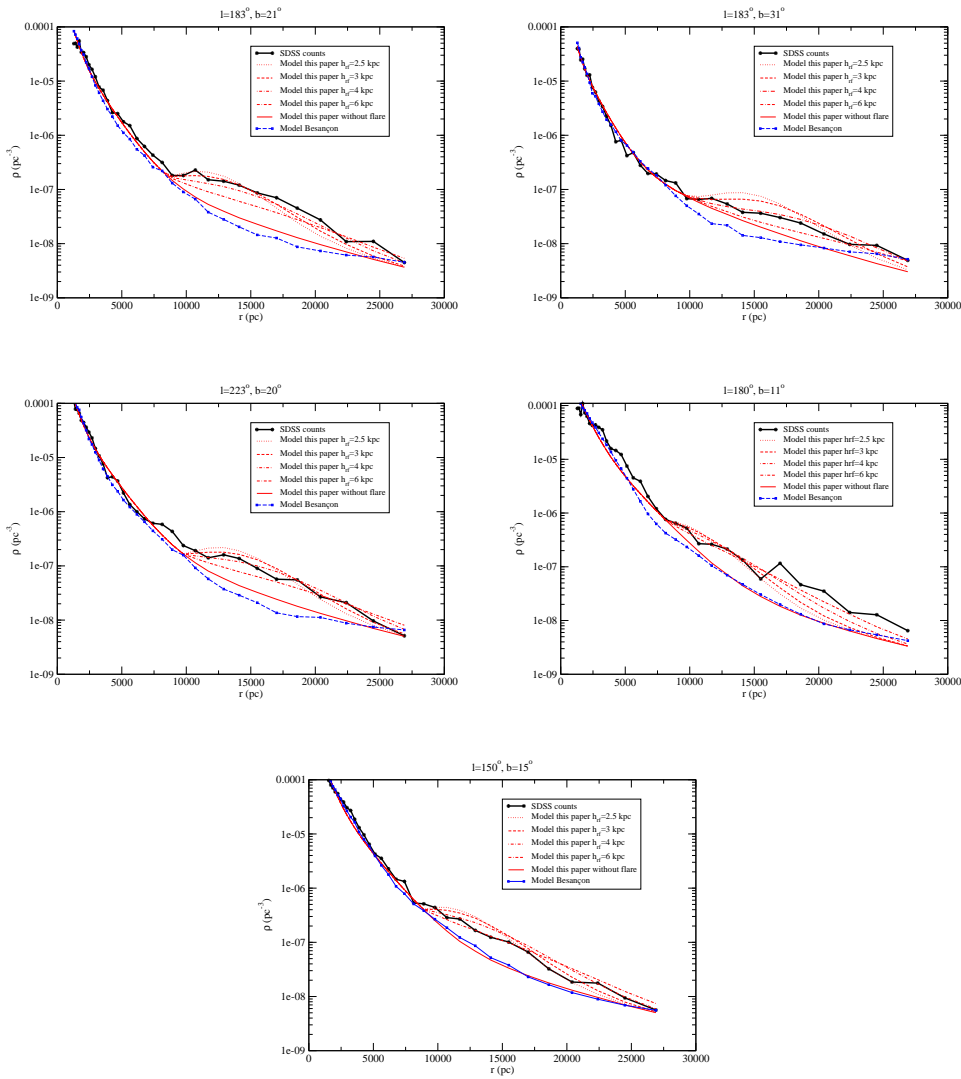 l=183°, b=21°
0.0001
1e-05
1e-06
1e-07
1e-08
1e-09
ρ (pc⁻³)
0 5000 10000 15000 20000 25000 30000
r (pc)
SDSS counts
Model this paper h_rf=2.5 kpc
Model this paper h_rf=3 kpc
Model this paper h_rf=4 kpc
Model this paper h_rf=6 kpc
Model this paper without flare
Model Besançon
l=183°, b=31°
0.0001
1e-05
1e-06
1e-07
1e-08
1e-09
ρ (pc⁻³)
0 5000 10000 15000 20000 25000 30000
r (pc)
SDSS counts
Model this paper h_rf=2.5 kpc
Model this paper h_rf=3 kpc
Model this paper h_rf=4 kpc
Model this paper h_rf=6 kpc
Model this paper without flare
Model Besançon
l=223°, b=20°
0.0001
1e-05
1e-06
1e-07
1e-08
1e-09
ρ (pc⁻³)
0 5000 10000 15000 20000 25000 30000
r (pc)
SDSS counts
Model this paper h_rf=2.5 kpc
Model this paper h_rf=3 kpc
Model this paper h_rf=4 kpc
Model this paper h_rf=6 kpc
Model this paper without flare
Model Besançon
l=180°, b=11°
0.0001
1e-05
1e-06
1e-07
1e-08
1e-09
ρ (pc⁻³)
0 5000 10000 15000 20000 25000 30000
r (pc)
SDSS counts
Model this paper hrf=2.5 kpc
Model this paper hrf=3 kpc
Model this paper hrf=4 kpc
Model this paper hrf=6 kpc
Model this paper without flare
Model Besançon
l=150°, b=15°
0.0001
1e-05
1e-06
1e-07
1e-08
1e-09
ρ (pc⁻³)
0 5000 10000 15000 20000 25000 30000
r (pc)
SDSS counts
Model this paper h_rf=2.5 kpc
Model this paper h_rf=3 kpc
Model this paper h_rf=4 kpc
Model this paper h_rf=6 kpc
Model this paper without flare
Model Besançon